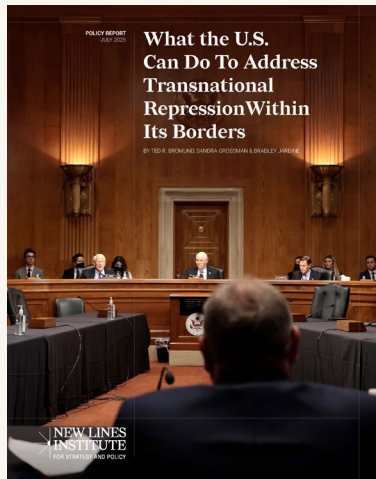 POLICY REPORT
JULY 2025
What the U.S.
Can Do To Address
Transnational
RepressionWithin
Its Borders
BY TED R. BROMUND, SANDRA GROSSMAN & BRADLEY JARDINE
NEW LINES
INSTITUTE
FOR STRATEGY AND POLICY